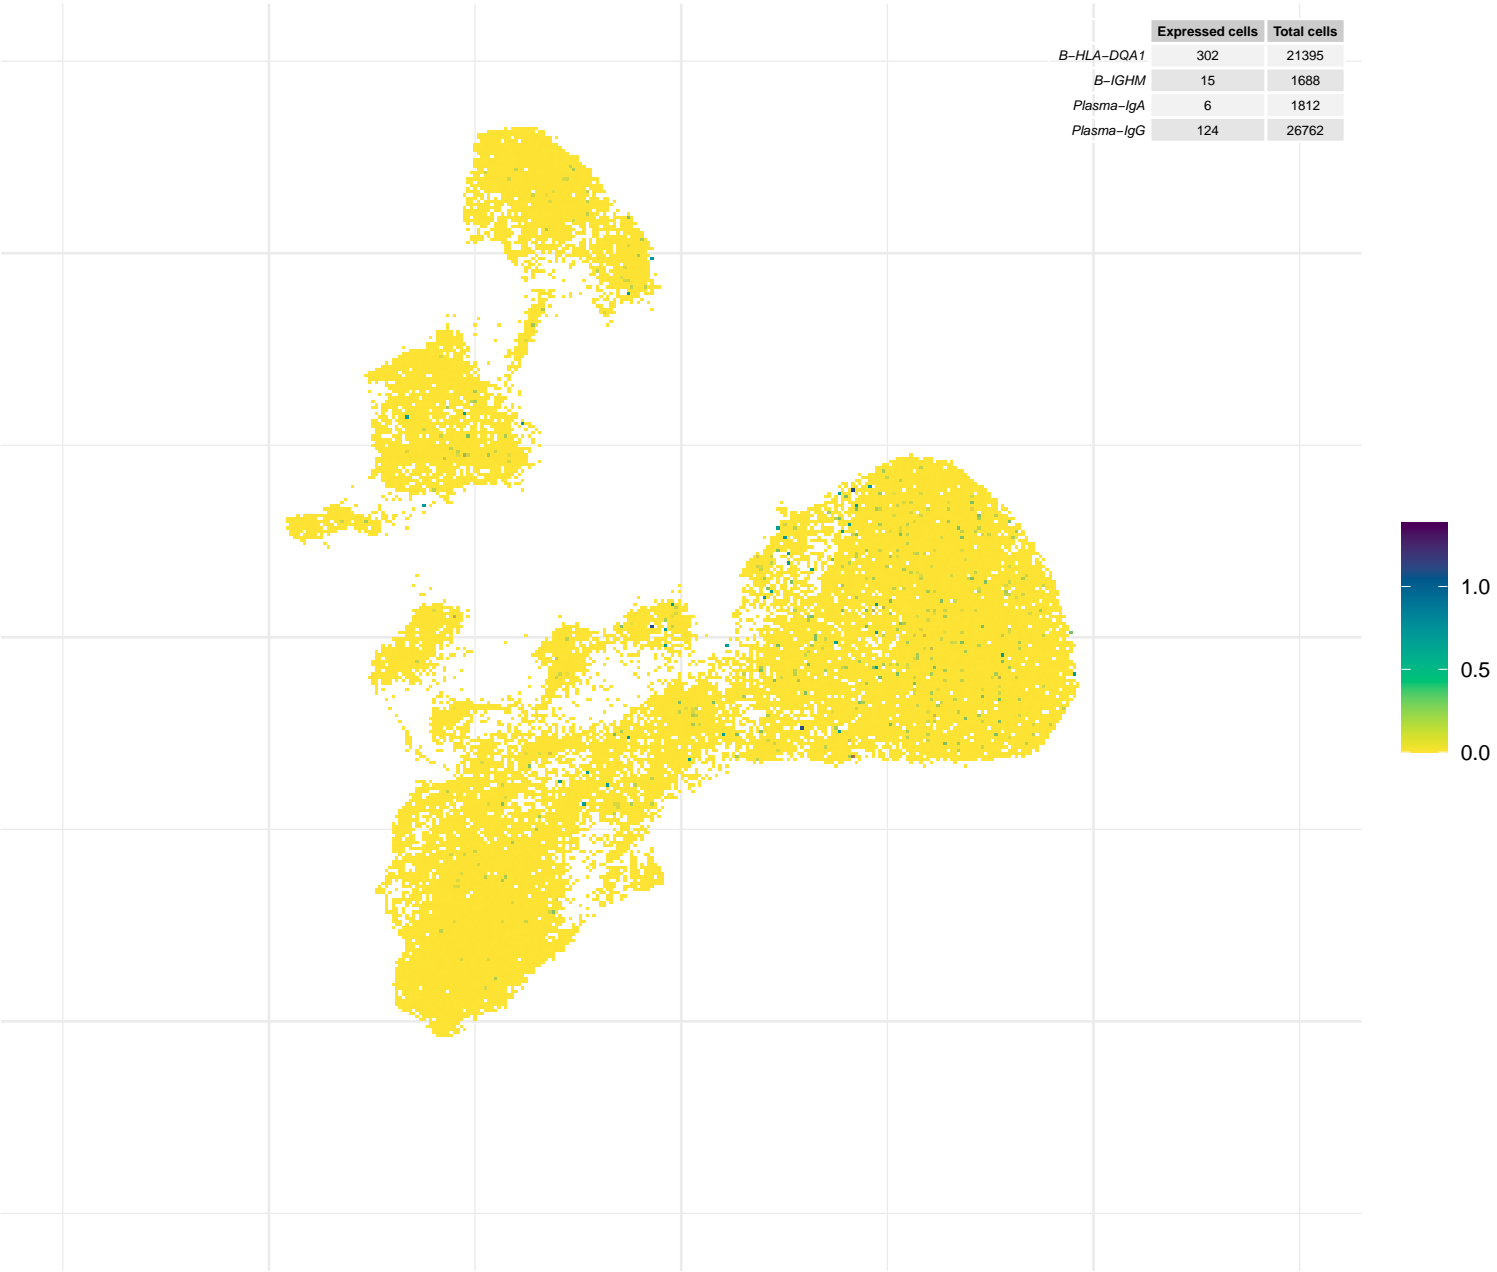 Expressed cells Total cells
B−HLA−DQA1 302 21395
B−IGHM 15 1688
Plasma−IgA 6 1812
Plasma−IgG 124 26762
1.0
0.5
0.0